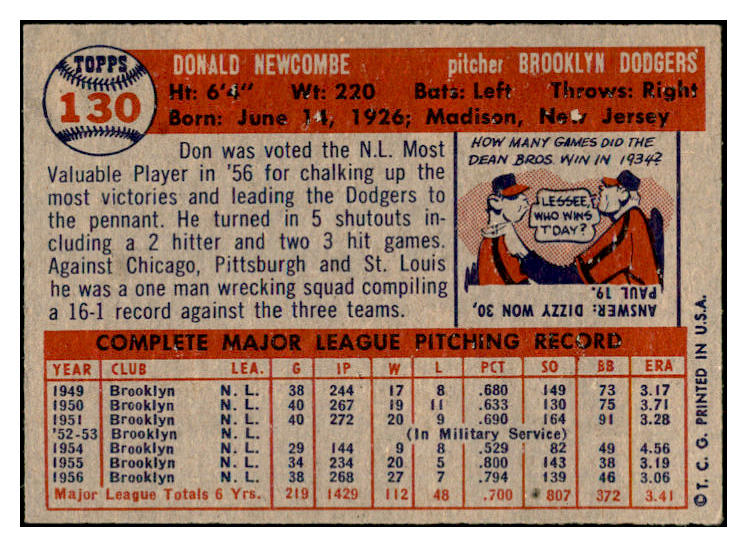 TOPPS
130
DONALD NEWCOMBE pitcher BROOKLYN DODGERS
Ht: 6'4" Wt: 220 Bats: Left Throws: Right
Born: June 14, 1926; Madison, New Jersey
Don was voted the N.L. Most
Valuable Player in '56 for chalking up the
most victories and leading the Dodgers to
the pennant. He turned in 5 shutouts in-
cluding a 2 hitter and two 3 hit games.
Against Chicago, Pittsburgh and St. Louis
he was a one man wrecking squad compiling
a 16-1 record against the three teams.
HOW MANY GAMES DID THE
DEAN BROS. WIN IN 1934?
LESSEE,
WHO WINS
T'DAY?
ANSWER: DIZZY WON 30,
PAUL 19.
COMPLETE MAJOR LEAGUE PITCHING RECORD
YEAR CLUB LEA. G IP W L PCT SO BB ERA
1949 Brooklyn N. L. 38 244 17 8 .680 149 73 3.17
1950 Brooklyn N. L. 40 267 19 11 .633 130 75 3.71
1951 Brooklyn N. L. 40 272 20 9 .690 164 91 3.28
'52-53 (In Military Service)
1954 Brooklyn N. L. 29 144 9 8 .529 82 49 4.56
1955 Brooklyn N. L. 34 234 20 5 .800 143 38 3.19
1956 Brooklyn N. L. 38 268 27 7 .794 139 46 3.06
Major League Totals 6 Yrs. 219 1429 112 48 .700 807 372 3.41
© T. C. G. PRINTED IN U.S.A.